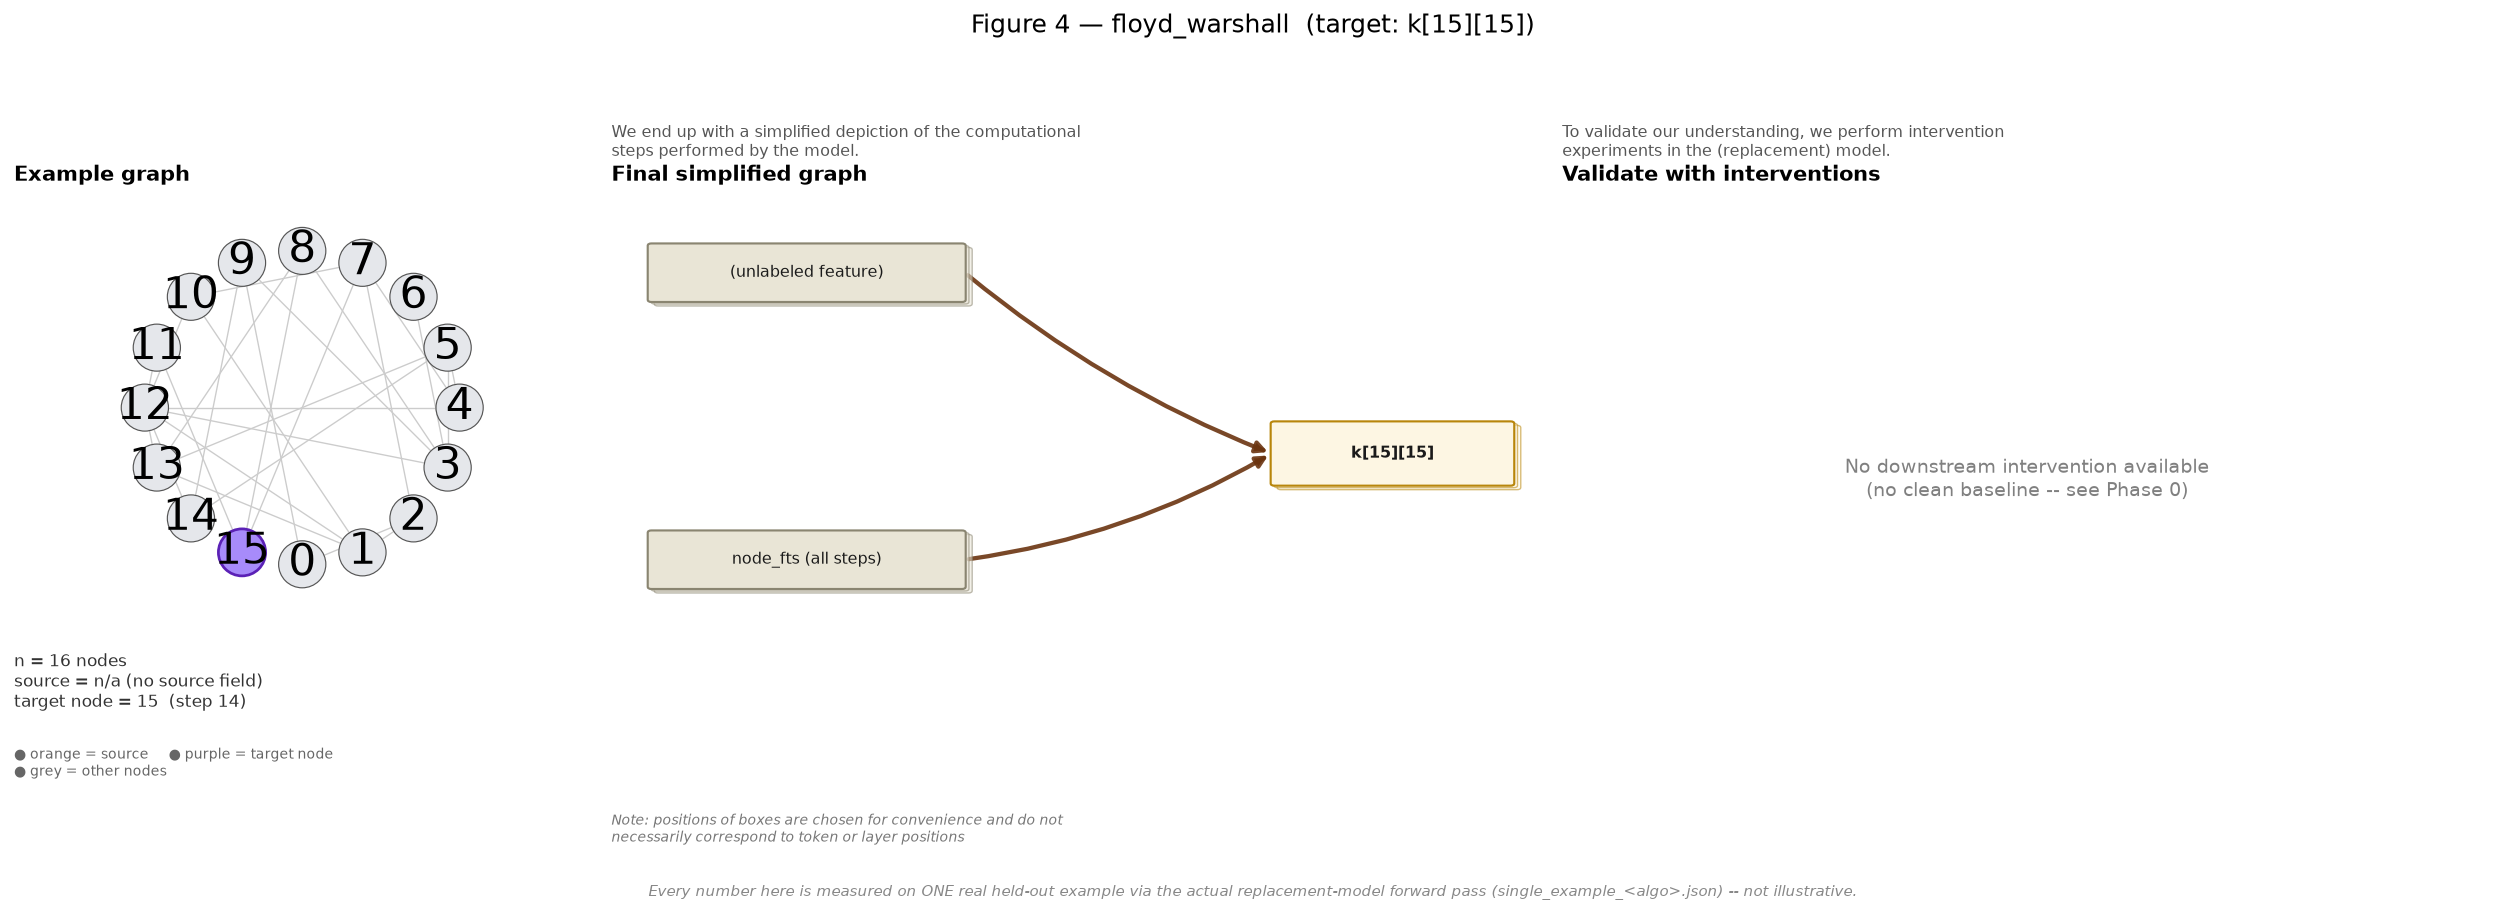 Figure 4 — floyd_warshall  (target: k[15][15])
Example graph
9
8
7
10
6
11
5
12
4
13
3
14
2
15
0
1
n = 16 nodes
source = n/a (no source field)
target node = 15  (step 14)
● orange = source  ● purple = target node
● grey = other nodes
We end up with a simplified depiction of the computational
steps performed by the model.
Final simplified graph
(unlabeled feature)
k[15][15]
node_fts (all steps)
Note: positions of boxes are chosen for convenience and do not
necessarily correspond to token or layer positions
To validate our understanding, we perform intervention
experiments in the (replacement) model.
Validate with interventions
No downstream intervention available
(no clean baseline -- see Phase 0)
Every number here is measured on ONE real held-out example via the actual replacement-model forward pass (single_example_<algo>.json) -- not illustrative.